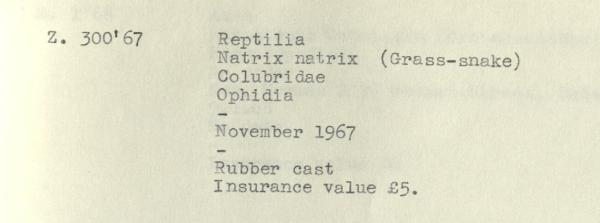 Z. 300'67 Reptilia
Natrix natrix (Grass-snake)
Colubridae
Ophidia
-
November 1967
-
Rubber cast
Insurance value £5.